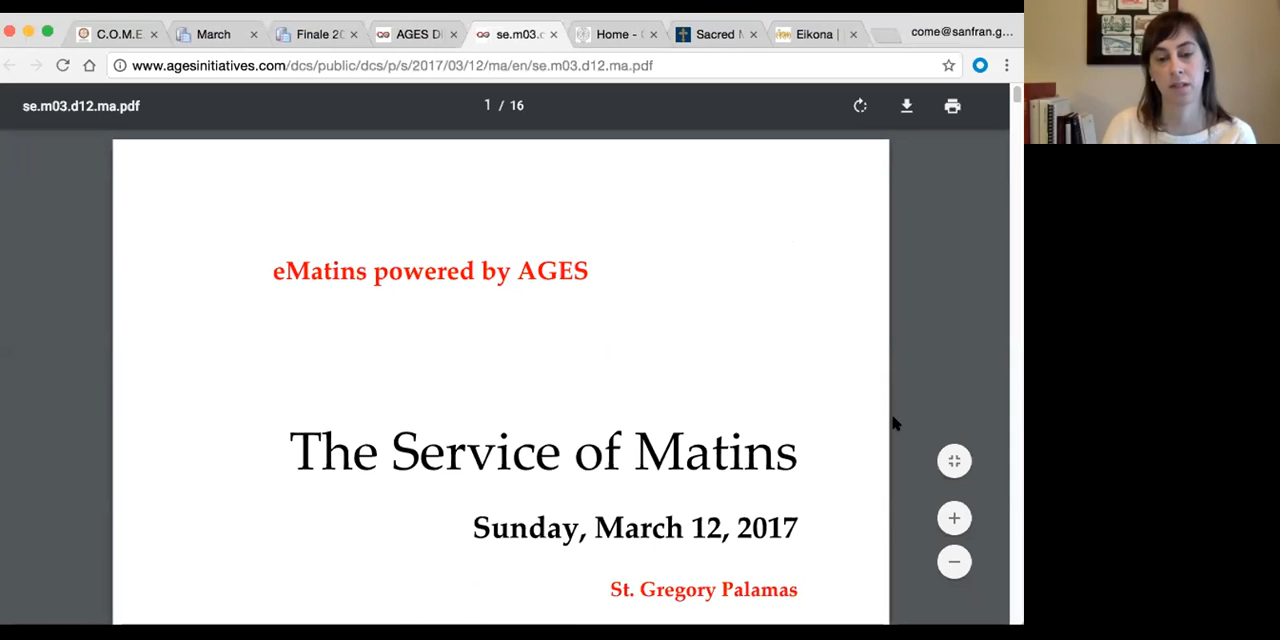 C.O.M.E
March
Finale 20
AGES Di
se.m03.d
Home -
Sacred M
Eikona |
come@sanfran.g...
www.agesinitiatives.com/dcs/public/dcs/p/s/2017/03/12/ma/en/se.m03.d12.ma.pdf
se.m03.d12.ma.pdf
1 / 16
eMatins powered by AGES
The Service of Matins
Sunday, March 12, 2017
St. Gregory Palamas